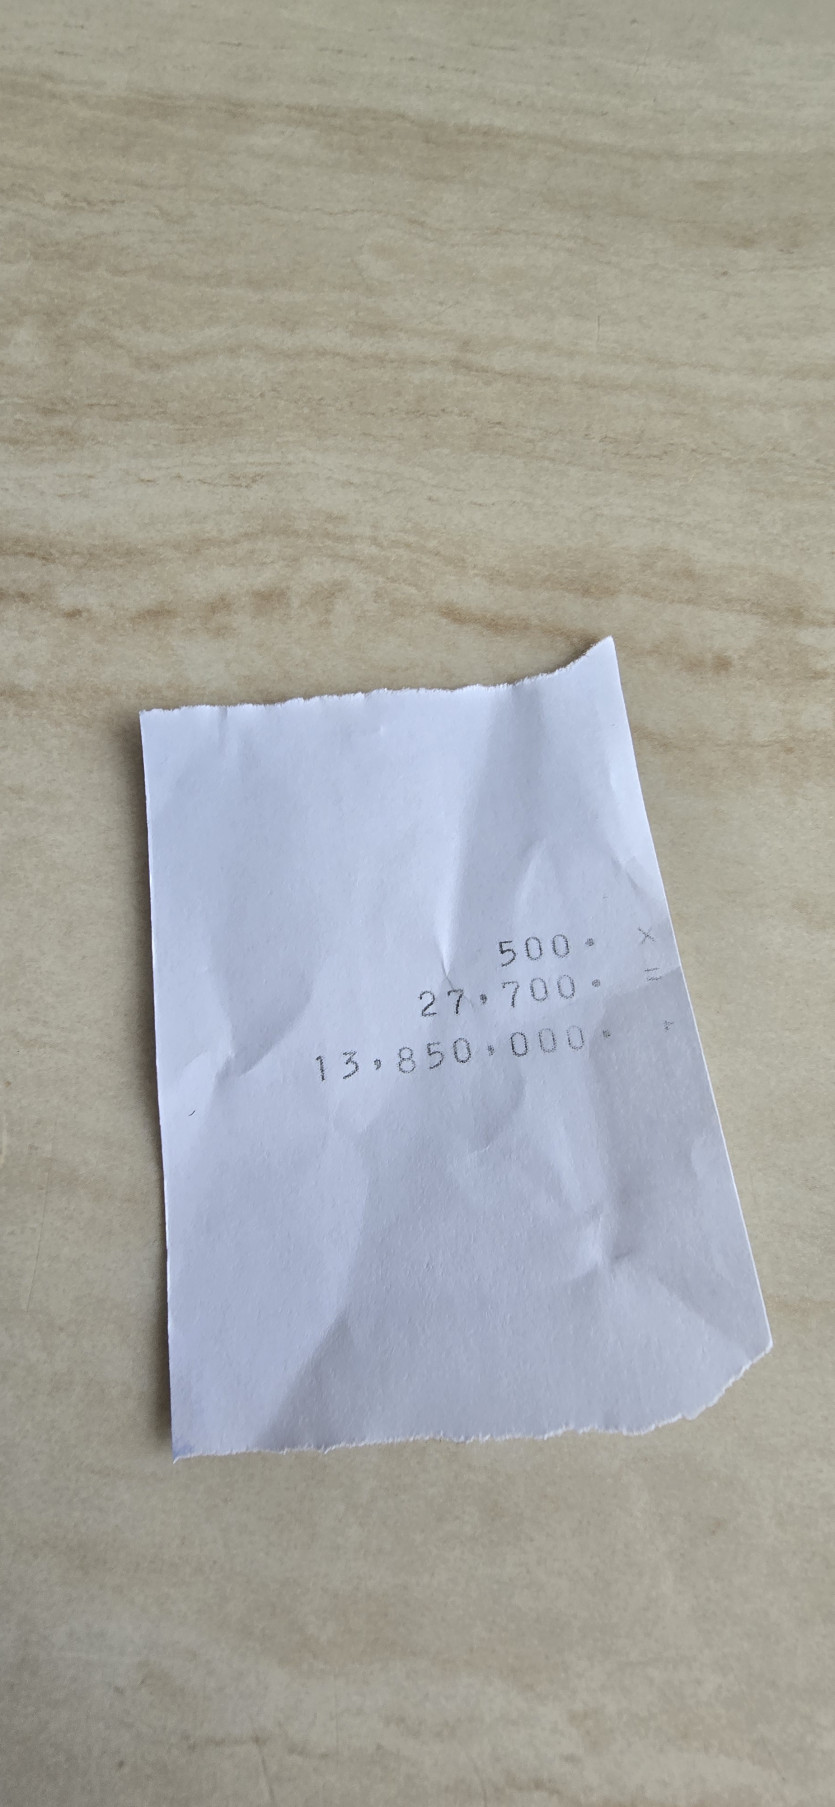 500. ×
27,700. =
13,850,000.